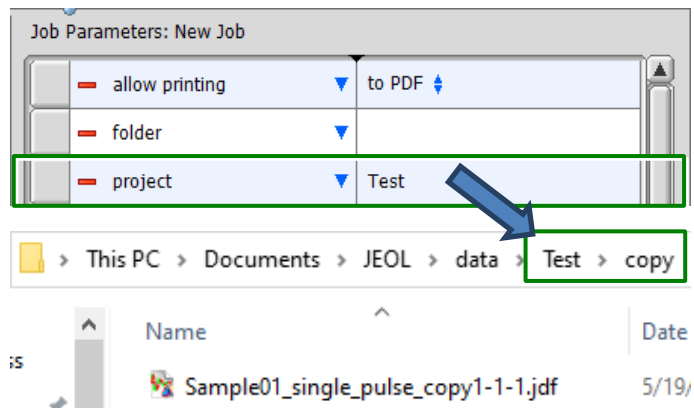 Job Parameters: New Job
allow printing to PDF
folder
project Test
This PC > Documents > JEOL > data > Test > copy
Name Date
ss
Sample01_single_pulse_copy1-1-1.jdf 5/19/